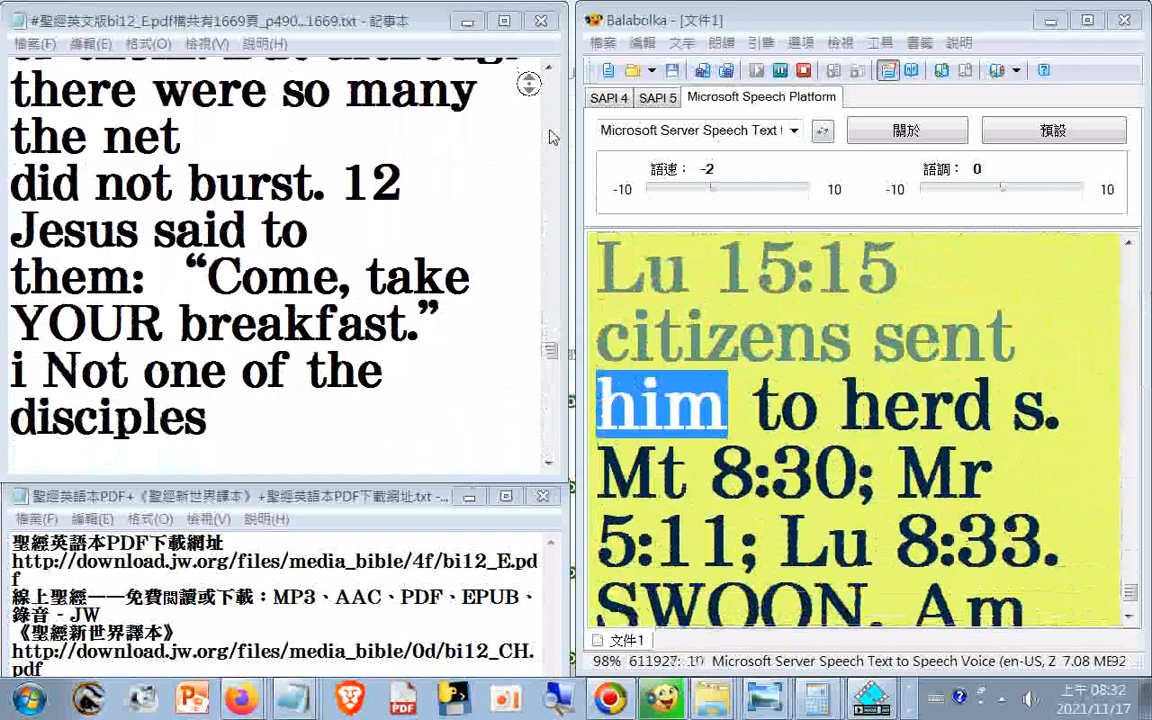 #聖經英文版bi12_E.pdf檔共有1669頁_p490...1669.txt - 記事本
檔案(F) 編輯(E) 格式(O) 檢視(V) 說明(H)
there were so many
the net
did not burst. 12
Jesus said to
them: “Come, take
YOUR breakfast.”
i Not one of the
disciples
聖經英語本PDF+《聖經新世界譯本》+聖經英語本PDF下載網址.txt -...
檔案(F) 編輯(E) 格式(O) 檢視(V) 說明(H)
聖經英語本PDF下載網址
http://download.jw.org/files/media_bible/4f/bi12_E.pd
f
線上聖經——免費閱讀或下載：MP3、AAC、PDF、EPUB、
錄音 - JW
《聖經新世界譯本》
http://download.jw.org/files/media_bible/0d/bi12_CH.
pdf
Balabolka - [文件1]
檔案 編輯 文字 朗讀 引擎 選項 檢視 工具 書籤 說明
SAPI 4 SAPI 5 Microsoft Speech Platform
Microsoft Server Speech Text 關於 預設
語速： -2 語調： 0
-10 10 -10 10
Lu 15:15
citizens sent
him to herd s.
Mt 8:30; Mr
5:11; Lu 8:33.
SWOON, Am
文件1
98% 611927: Microsoft Server Speech Text to Speech Voice (en-US, Z 7.08 ME92
上午 08:32
2021/11/17